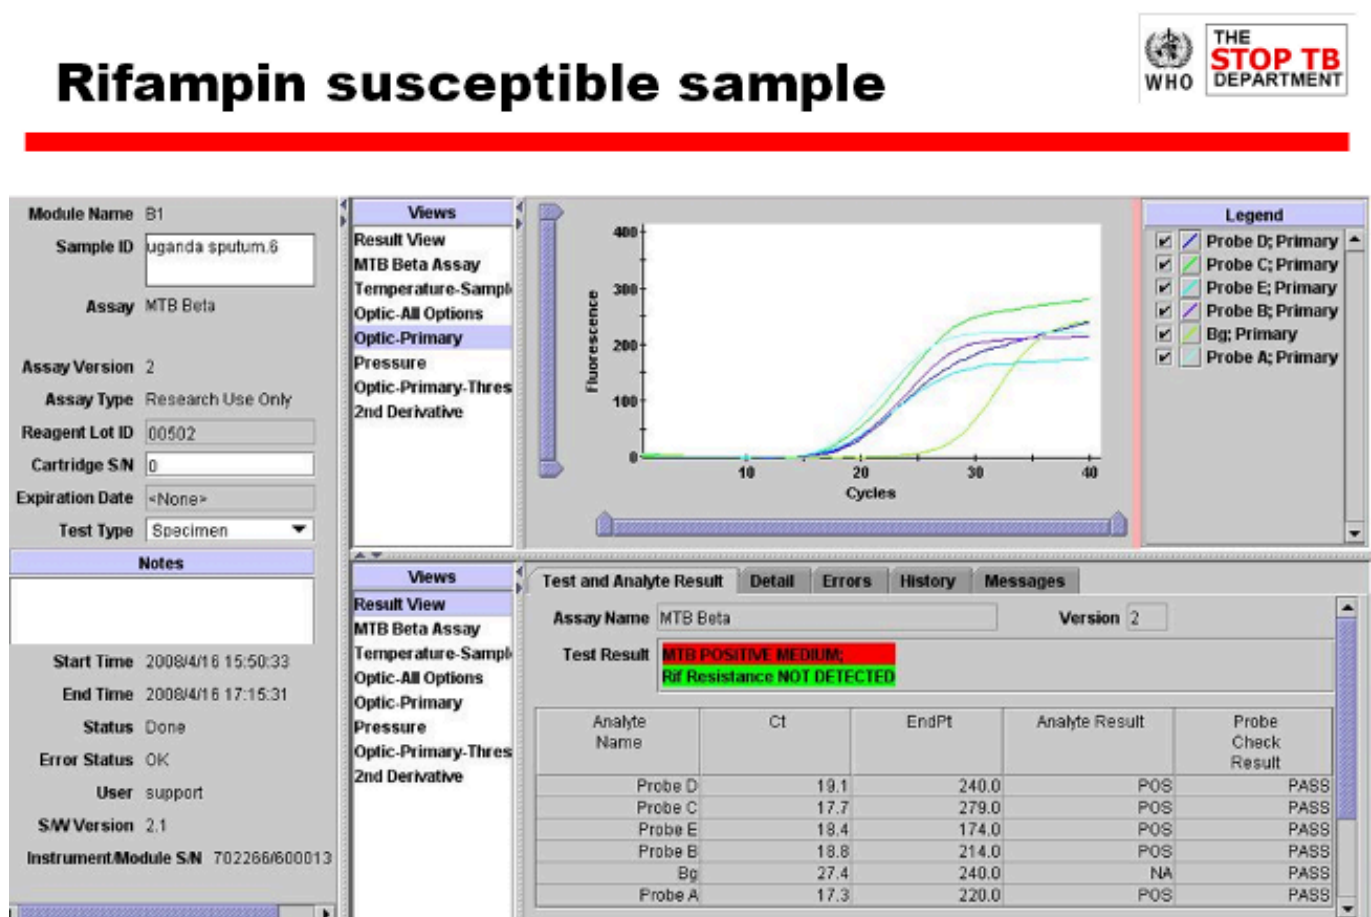 Rifampin susceptible sample
WHO
THE
STOP TB
DEPARTMENT
Module Name B1
Sample ID uganda sputum.6
Assay MTB Beta
Assay Version 2
Assay Type Research Use Only
Reagent Lot ID 00502
Cartridge S/N 0
Expiration Date <None>
Test Type Specimen
Notes
Start Time 2008/4/16 15:50:33
End Time 2008/4/16 17:15:31
Status Done
Error Status OK
User support
S/W Version 2.1
Instrument/Module S/N 702266/600013
Views
Result View
MTB Beta Assay
Temperature-Sampl
Optic-All Options
Optic-Primary
Pressure
Optic-Primary-Thres
2nd Derivative
Fluorescence
400
300
200
100
0
10 20 30 40
Cycles
Legend
Probe D; Primary
Probe C; Primary
Probe E; Primary
Probe B; Primary
Bg; Primary
Probe A; Primary
Views
Result View
MTB Beta Assay
Temperature-Sampl
Optic-All Options
Optic-Primary
Pressure
Optic-Primary-Thres
2nd Derivative
Test and Analyte Result Detail Errors History Messages
Assay Name MTB Beta Version 2
Test Result MTB POSITIVE MEDIUM;
Rif Resistance NOT DETECTED
Analyte Name Ct EndPt Analyte Result Probe Check Result
Probe D 19.1 240.0 POS PASS
Probe C 17.7 279.0 POS PASS
Probe E 18.4 174.0 POS PASS
Probe B 18.8 214.0 POS PASS
Bg 27.4 240.0 NA PASS
Probe A 17.3 220.0 POS PASS